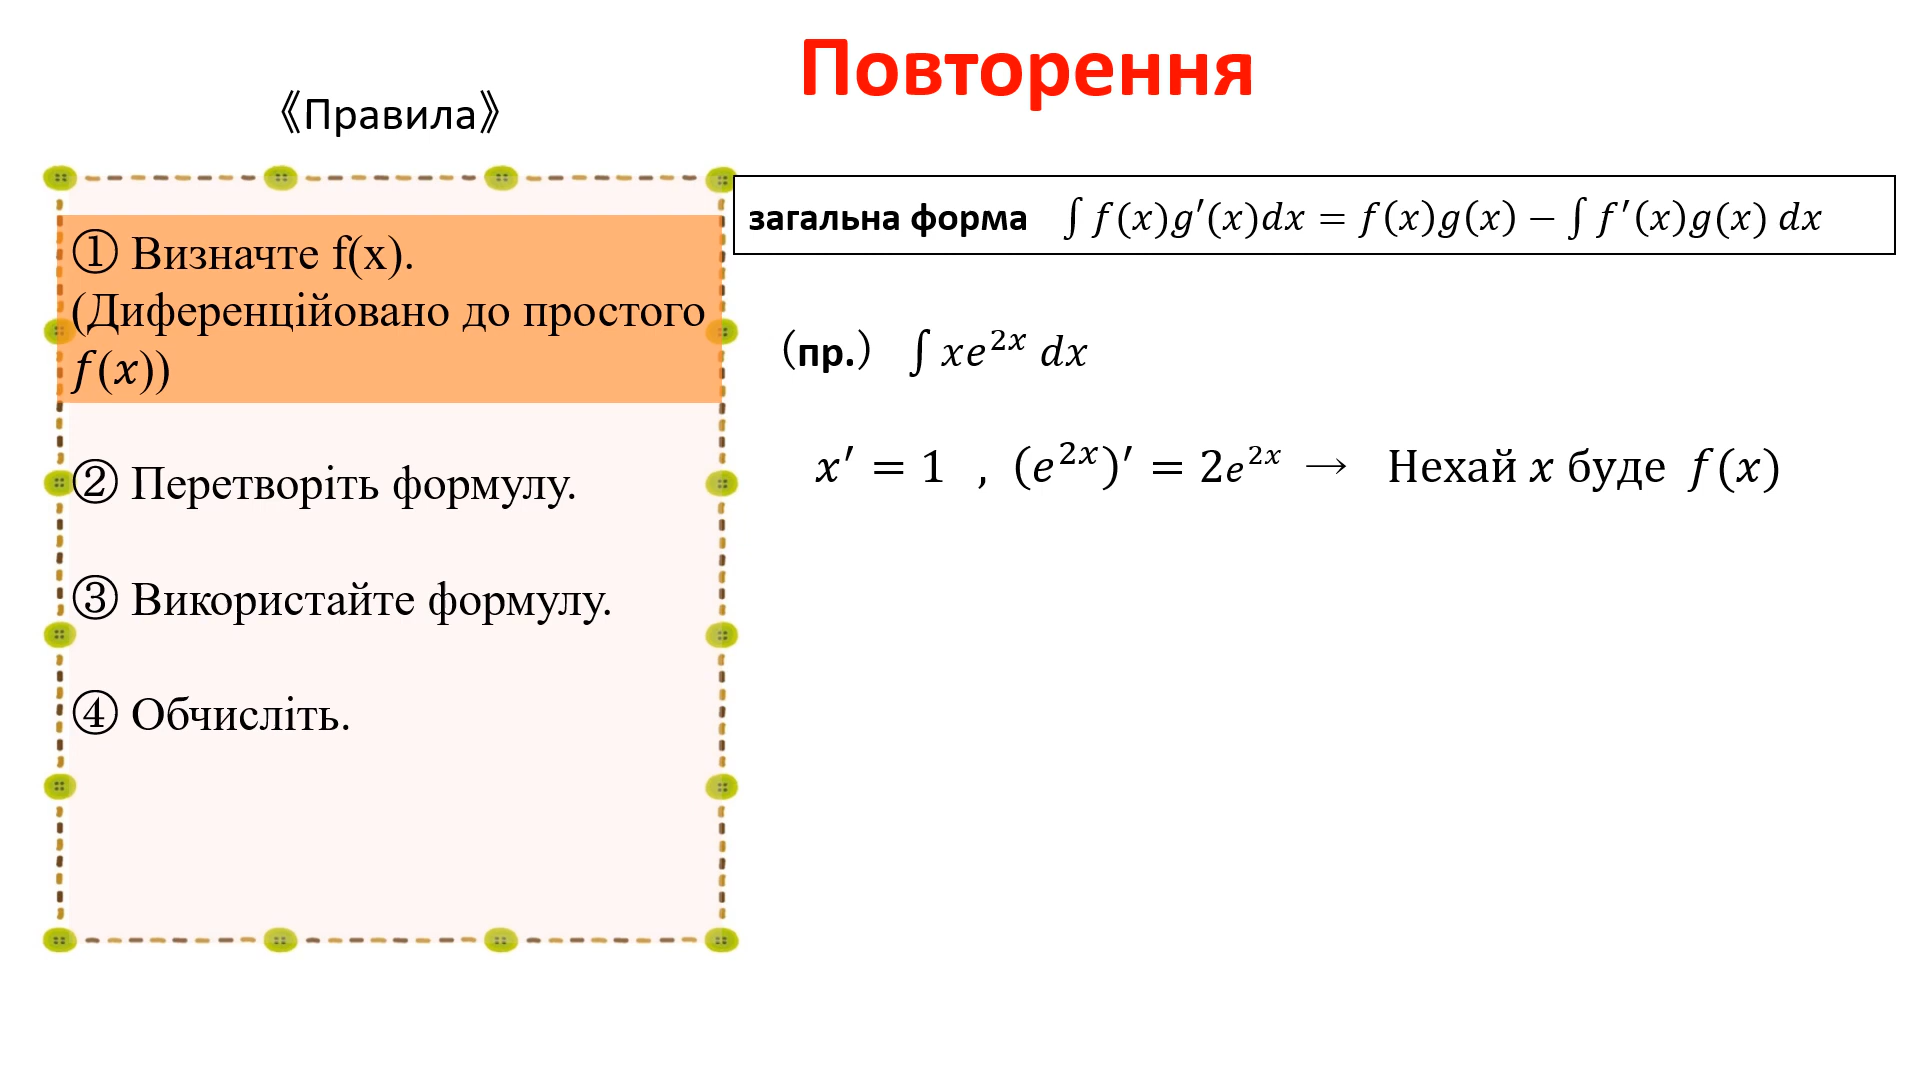 Повторення
《Правила》
① Визначте f(x).
(Диференційовано до простого
f(x))
② Перетворіть формулу.
③ Використайте формулу.
④ Обчисліть.
загальна форма ∫ f(x)g′(x)dx = f(x)g(x) − ∫ f′(x)g(x) dx
（пр.） ∫ xe^{2x} dx
x′ = 1 , (e^{2x})′ = 2e^{2x} → Нехай x буде f(x)